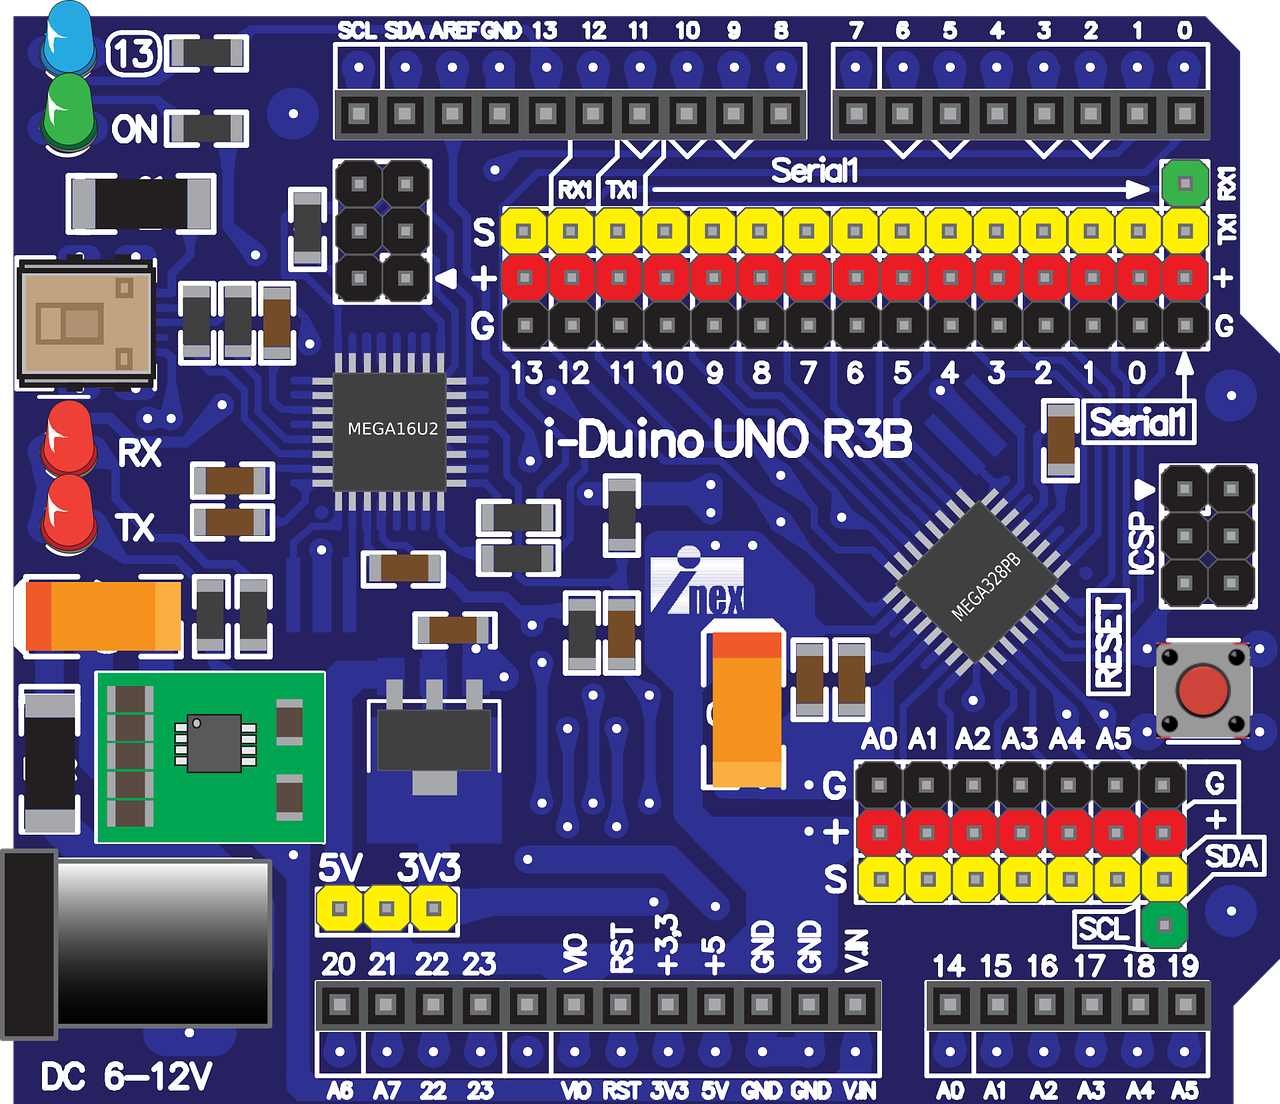 SCL SDA AREF GND 13 12 11 10 9 8 7 6 5 4 3 2 1 0
13
ON
Serial1
RX1 TX1
RX1
TX1
S
+
+
G
G
13 12 11 10 9 8 7 6 5 4 3 2 1 0
Serial1
MEGA16U2
i-Duino UNO R3B
RX
TX
ICSP
MEGA328PB
inex
RESET
A0 A1 A2 A3 A4 A5
G
G
+
+
S
SDA
SCL
5V 3V3
20 21 22 23 VIO RST +3,3 +5 GND GND V.IN
14 15 16 17 18 19
DC 6-12V
A6 A7 22 23 VIO RST 3V3 5V GND GND V.IN
A0 A1 A2 A3 A4 A5